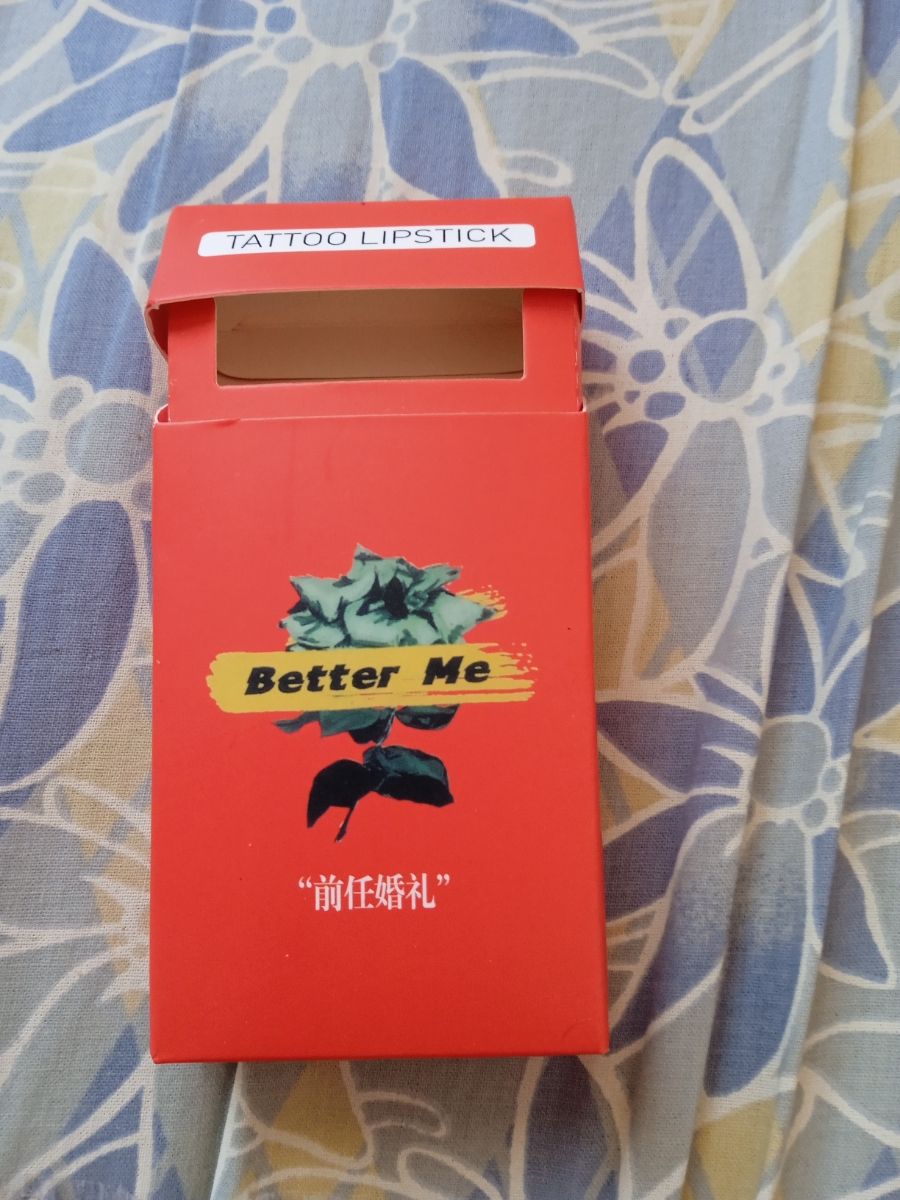 TATTOO LIPSTICK
Better Me
“前任婚礼”